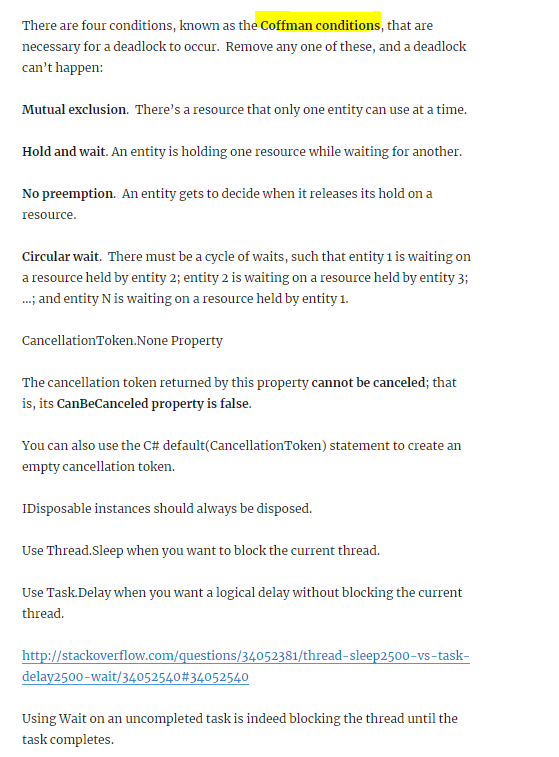 There are four conditions, known as the Coffman conditions, that are
necessary for a deadlock to occur.  Remove any one of these, and a deadlock
can’t happen:
Mutual exclusion.  There’s a resource that only one entity can use at a time.
Hold and wait. An entity is holding one resource while waiting for another.
No preemption.  An entity gets to decide when it releases its hold on a
resource.
Circular wait.  There must be a cycle of waits, such that entity 1 is waiting on
a resource held by entity 2; entity 2 is waiting on a resource held by entity 3;
…; and entity N is waiting on a resource held by entity 1.
CancellationToken.None Property
The cancellation token returned by this property cannot be canceled; that
is, its CanBeCanceled property is false.
You can also use the C# default(CancellationToken) statement to create an
empty cancellation token.
IDisposable instances should always be disposed.
Use Thread.Sleep when you want to block the current thread.
Use Task.Delay when you want a logical delay without blocking the current
thread.
http://stackoverflow.com/questions/34052381/thread-sleep2500-vs-task-
delay2500-wait/34052540#34052540
Using Wait on an uncompleted task is indeed blocking the thread until the
task completes.